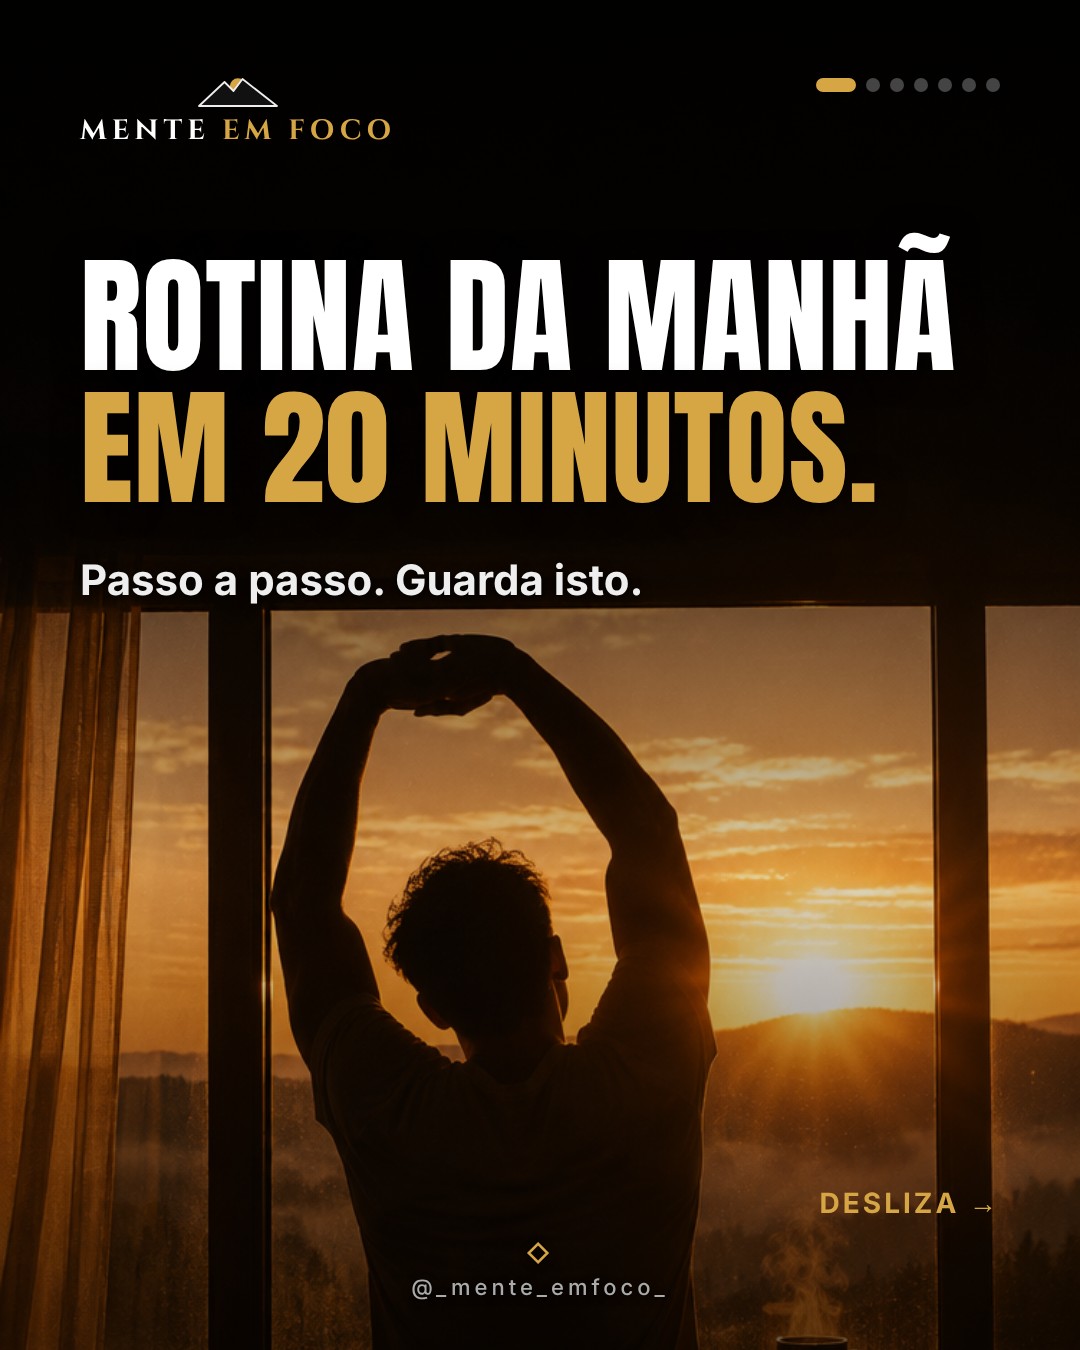 MENTE EM FOCO
ROTINA DA MANHÃ
EM 20 MINUTOS.
Passo a passo. Guarda isto.
DESLIZA →
@_mente_emfoco_